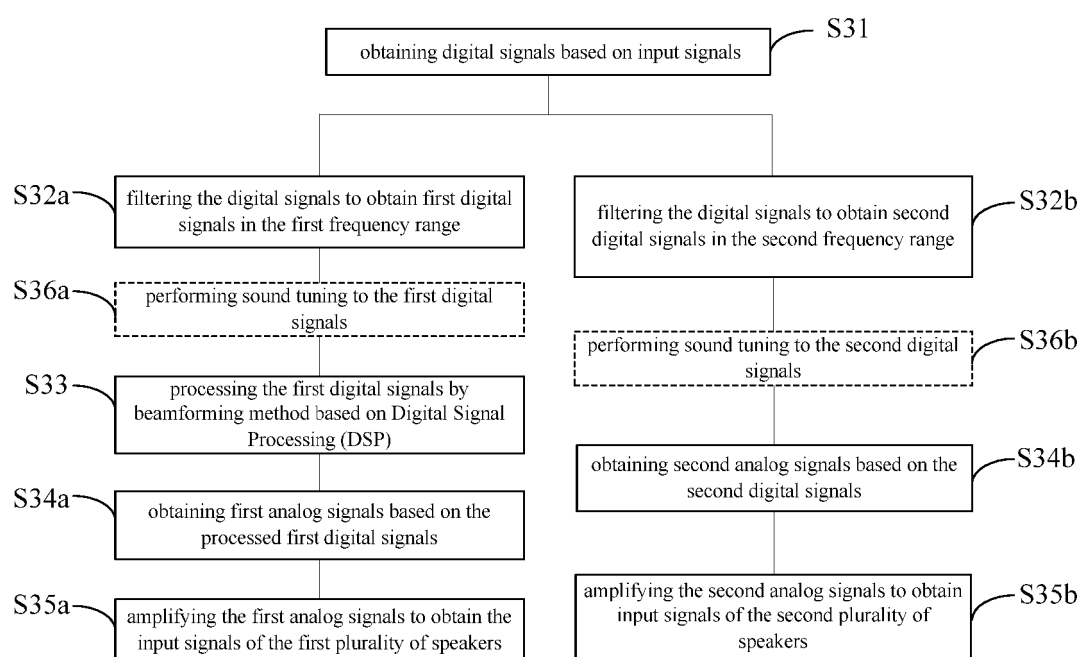 S31
obtaining digital signals based on input signals
S32a
filtering the digital signals to obtain first digital
signals in the first frequency range
S32b
filtering the digital signals to obtain second
digital signals in the second frequency range
S36a
performing sound tuning to the first digital
signals
S36b
performing sound tuning to the second digital
signals
S33
processing the first digital signals by
beamforming method based on Digital Signal
Processing (DSP)
S34b
obtaining second analog signals based on the
second digital signals
S34a
obtaining first analog signals based on the
processed first digital signals
S35a
amplifying the first analog signals to obtain the
input signals of the first plurality of speakers
S35b
amplifying the second analog signals to obtain
input signals of the second plurality of
speakers